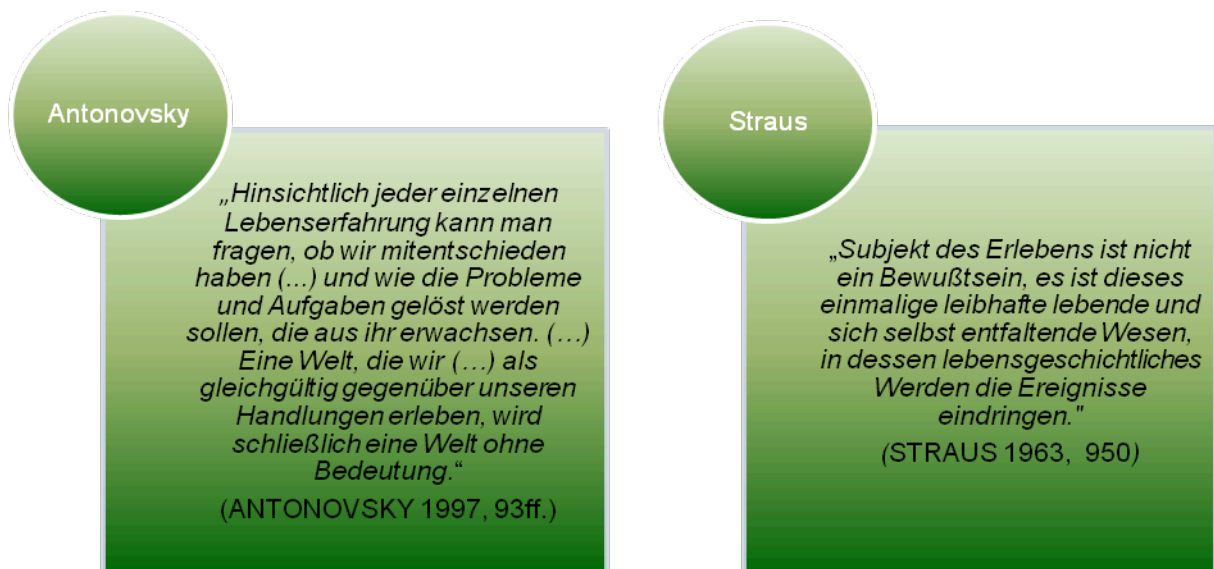 Antonovsky
„Hinsichtlich jeder einzelnen
Lebenserfahrung kann man
fragen, ob wir mitentschieden
haben (...) und wie die Probleme
und Aufgaben gelöst werden
sollen, die aus ihr erwachsen. (…)
Eine Welt, die wir (…) als
gleichgültig gegenüber unseren
Handlungen erleben, wird
schließlich eine Welt ohne
Bedeutung.“
(ANTONOVSKY 1997, 93ff.)
Straus
„Subjekt des Erlebens ist nicht
ein Bewußtsein, es ist dieses
einmalige leibhafte lebende und
sich selbst entfaltende Wesen,
in dessen lebensgeschichtliches
Werden die Ereignisse
eindringen."
(STRAUS 1963, 950)